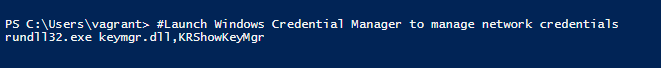 PS C:\Users\vagrant> #Launch Windows Credential Manager to manage network credentials
rundll32.exe keymgr.dll,KRShowKeyMgr